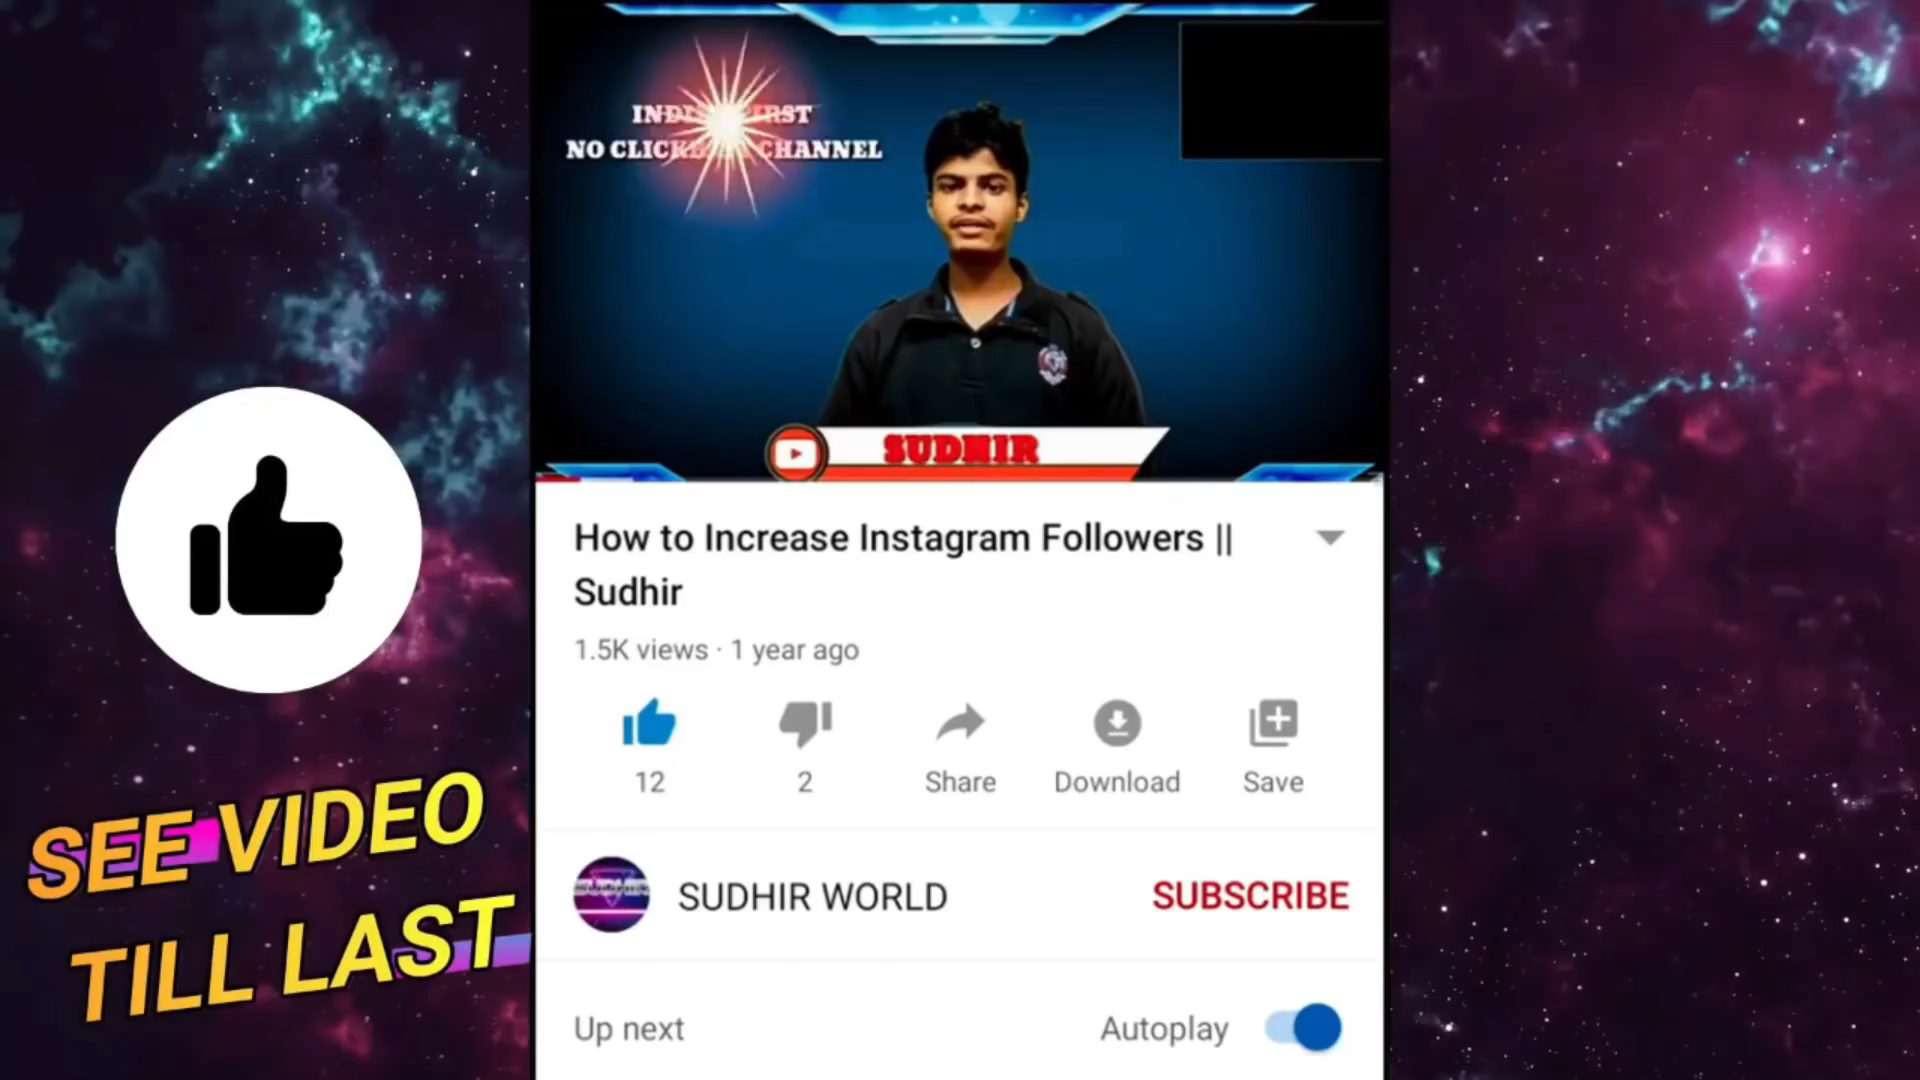 NO CHANNEL
SUDHIR
How to Increase Instagram Followers ||
Sudhir
1.5K views · 1 year ago
12
2
Share
Download
Save
SUDHIR WORLD
SUBSCRIBE
Up next
Autoplay
SEE VIDEO
TILL LAST